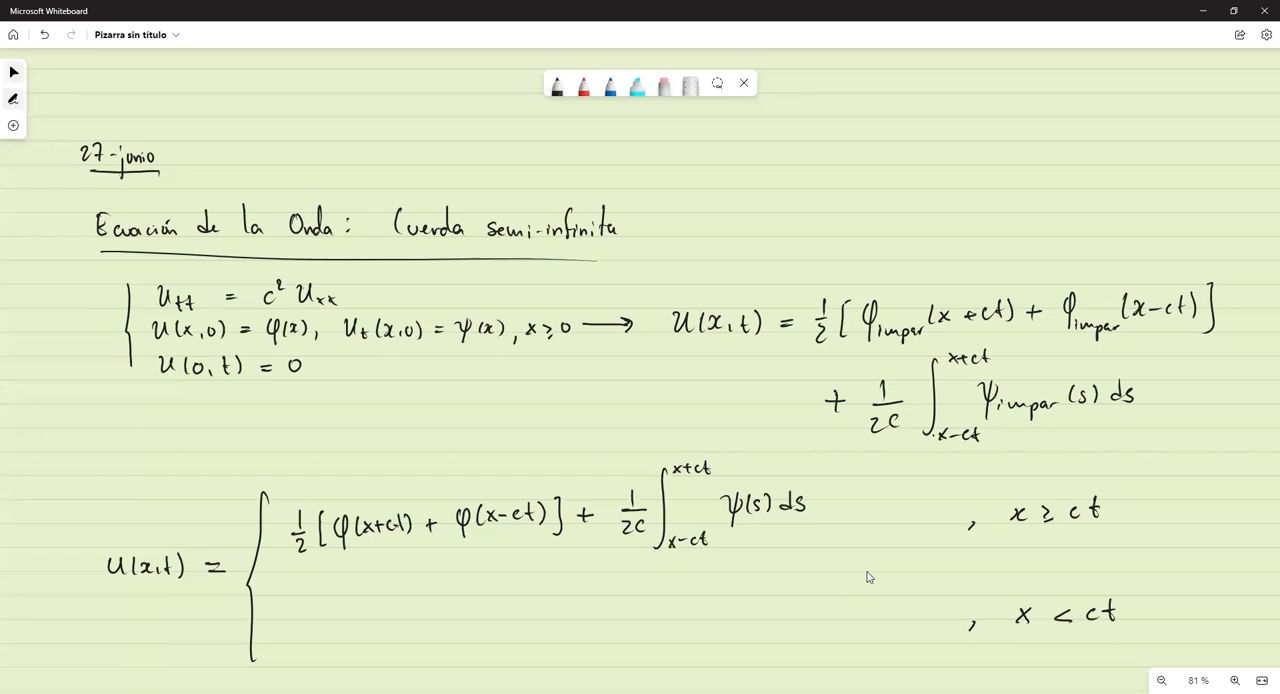 Microsoft Whiteboard
Pizarra sin título
27-junio
Ecuación de la Onda: Cuerda semi-infinita
u_tt = c² u_xx
u(x,0) = φ(x), u_t(x,0) = ψ(x), x ≥ 0 ⟶ u(x,t) = 1/2 [φ_impar(x+ct) + φ_impar(x-ct)]
u(0,t) = 0
+ 1/2c ∫_{x-ct}^{x+ct} ψ_impar(s) ds
u(x,t) = { 1/2 [φ(x+ct) + φ(x-ct)] + 1/2c ∫_{x-ct}^{x+ct} ψ(s) ds , x ≥ ct
, x < ct
81 %